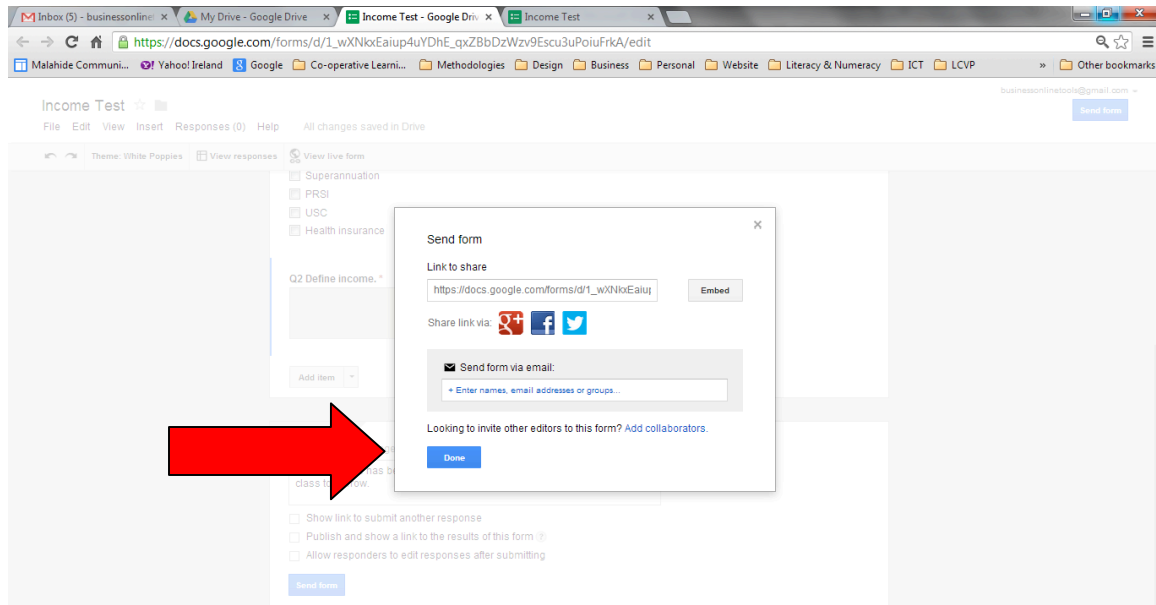 Inbox (5) - businessonline
My Drive - Google Drive
Income Test - Google Driv
Income Test
https://docs.google.com/forms/d/1_wXNkxEaiup4uYDhE_qxZBbDzWzv9Escu3uPoiuFrkA/edit
Malahide Communi... Yahoo! Ireland Google Co-operative Learni... Methodologies Design Business Personal Website Literacy & Numeracy ICT LCVP » Other bookmarks
businessonlinetools@gmail.com
Income Test
Send form
File Edit View Insert Responses (0) Help All changes saved in Drive
Theme: White Poppies View responses View live form
Superannuation
PRSI
USC
Health insurance
Q2 Define income. *
Add item
Send form
Link to share
https://docs.google.com/forms/d/1_wXNkxEaiup
Embed
Share link via:
Send form via email:
+ Enter names, email addresses or groups...
Looking to invite other editors to this form? Add collaborators.
Done
has be
class to
row.
Show link to submit another response
Publish and show a link to the results of this form ?
Allow responders to edit responses after submitting
Send form